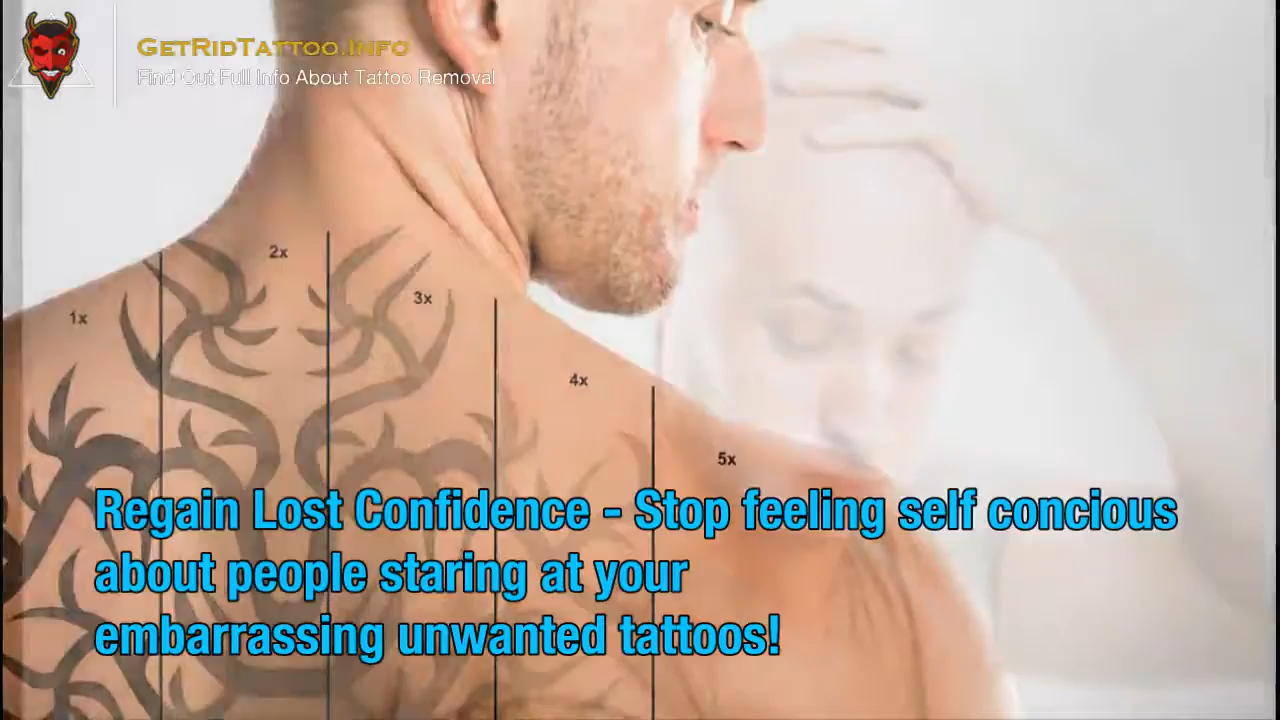 GetRidTattoo.Info
Find Out Full Info About Tattoo Removal
2x
3x
1x
4x
5x
Regain Lost Confidence - Stop feeling self concious
about people staring at your
embarrassing unwanted tattoos!